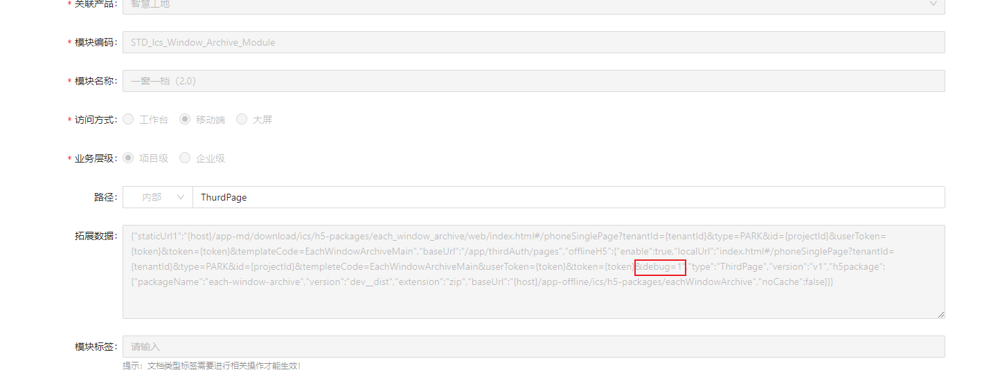 * 关联产品: 智慧工地
* 模块编码: STD_Ics_Window_Archive_Module
* 模块名称: 一窗一档（2.0）
* 访问方式: 工作台 移动端 大屏
* 业务层级: 项目级 企业级
路径: 内部 ThurdPage
拓展数据: {"staticUrl1":"{host}/app-md/download/ics/h5-packages/each_window_archive/web/index.html#/phoneSinglePage?tenantId={tenantId}&type=PARK&id={projectId}&userToken=
{token}&token={token}&templateCode=EachWindowArchiveMain","baseUrl":"/app/thirdAuth/pages","offlineH5":{"enable":true,"localUrl":"index.html#/phoneSinglePage?tenantId=
{tenantId}&type=PARK&id={projectId}&templeteCode=EachWindowArchiveMain&userToken={token}&token={token}&debug=1","type":"ThirdPage","version":"v1","h5package":
{"packageName":"each-window-archive","version":"dev__dist","extension":"zip","baseUrl":"{host}/app-offline/ics/h5-packages/eachWindowArchive","noCache":false}}}
模块标签: 请输入
提示：文档类型标签需要进行相关操作才能生效！